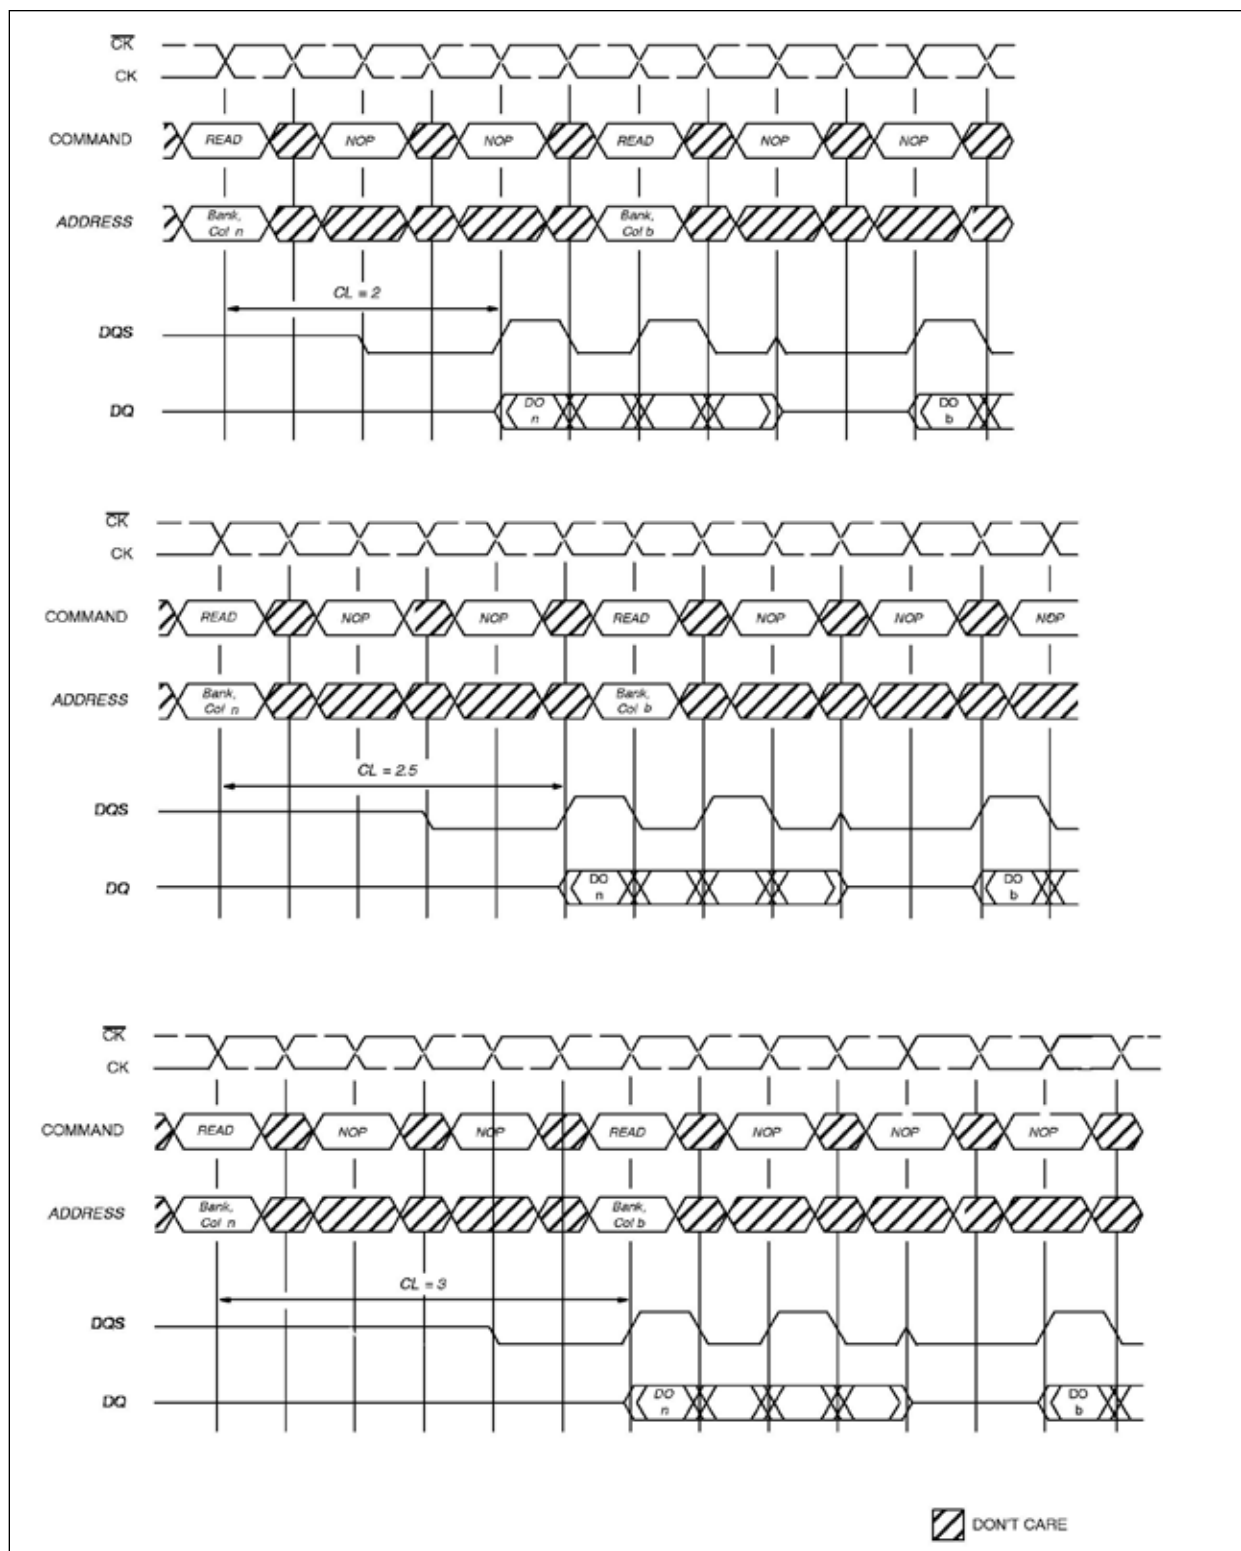 CK
CK
COMMAND READ NOP NOP READ NOP NOP
ADDRESS Bank, Col n Bank, Col b
CL = 2
DQS
DQ DO n DO b
CK
CK
COMMAND READ NOP NOP READ NOP NOP NOP
ADDRESS Bank, Col n Bank, Col b
CL = 2.5
DQS
DQ DO n DO b
CK
CK
COMMAND READ NOP NOP READ NOP NOP NOP
ADDRESS Bank, Col n Bank, Col b
CL = 3
DQS
DQ DO n DO b
DON'T CARE